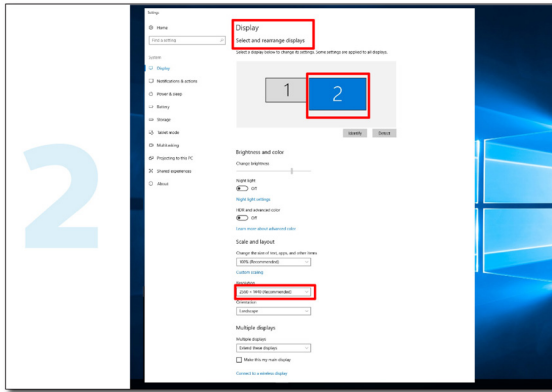 Settings
Home
Find a setting
System
Display
Notifications & actions
Power & sleep
Battery
Storage
Tablet mode
Multitasking
Projecting to this PC
Shared experiences
About
2
Display
Select and rearrange displays
Select a display below to change its settings. Some settings are applied to all displays.
1
2
Identify
Detect
Brightness and color
Change brightness
Night light
Off
Night light settings
HDR and advanced color
Off
Learn more about advanced color
Scale and layout
Change the size of text, apps, and other items
100% (Recommended)
Custom scaling
Resolution
(Recommended)
Orientation
Landscape
Multiple displays
Multiple displays
Extend these displays
Make this my main display
Connect to a wireless display